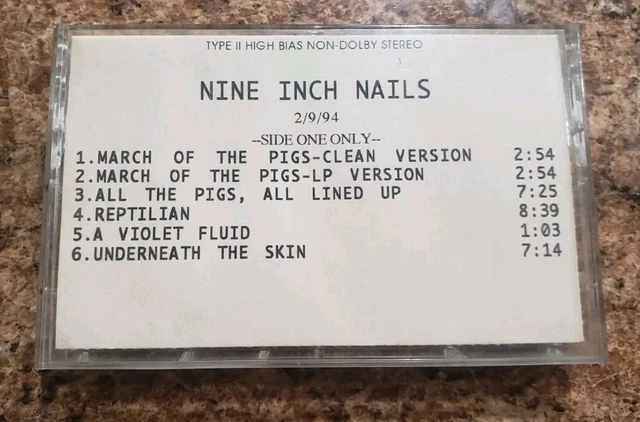 TYPE II HIGH BIAS NON-DOLBY STEREO
NINE INCH NAILS
2/9/94
--SIDE ONE ONLY--
1.MARCH OF THE PIGS-CLEAN VERSION 2:54
2.MARCH OF THE PIGS-LP VERSION 2:54
3.ALL THE PIGS, ALL LINED UP 7:25
4.REPTILIAN 8:39
5.A VIOLET FLUID 1:03
6.UNDERNEATH THE SKIN 7:14